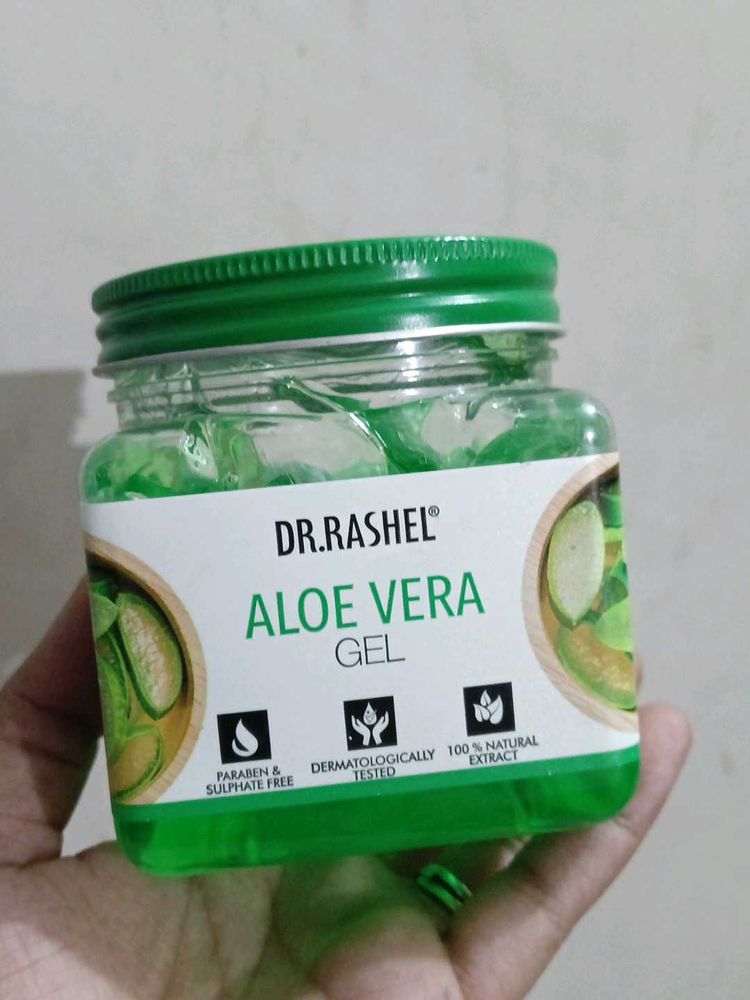 DR.RASHEL®
ALOE VERA
GEL
PARABEN &
SULPHATE FREE
DERMATOLOGICALLY
TESTED
100 % NATURAL
EXTRACT